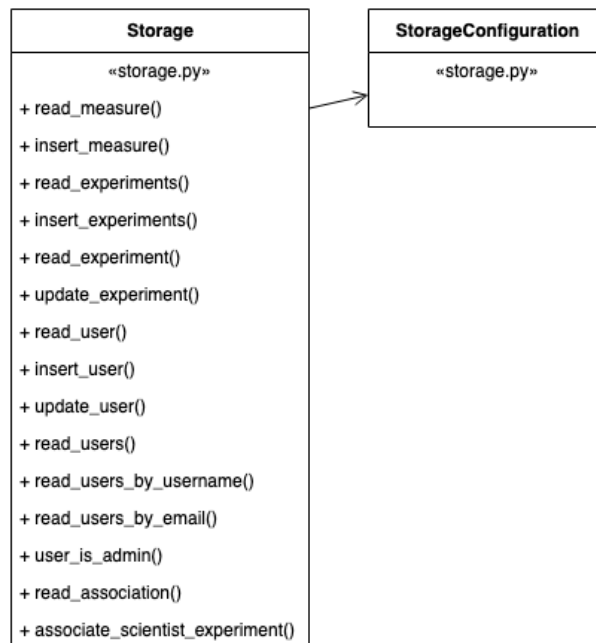 Storage
«storage.py»
+ read_measure()
+ insert_measure()
+ read_experiments()
+ insert_experiments()
+ read_experiment()
+ update_experiment()
+ read_user()
+ insert_user()
+ update_user()
+ read_users()
+ read_users_by_username()
+ read_users_by_email()
+ user_is_admin()
+ read_association()
+ associate_scientist_experiment()
StorageConfiguration
«storage.py»